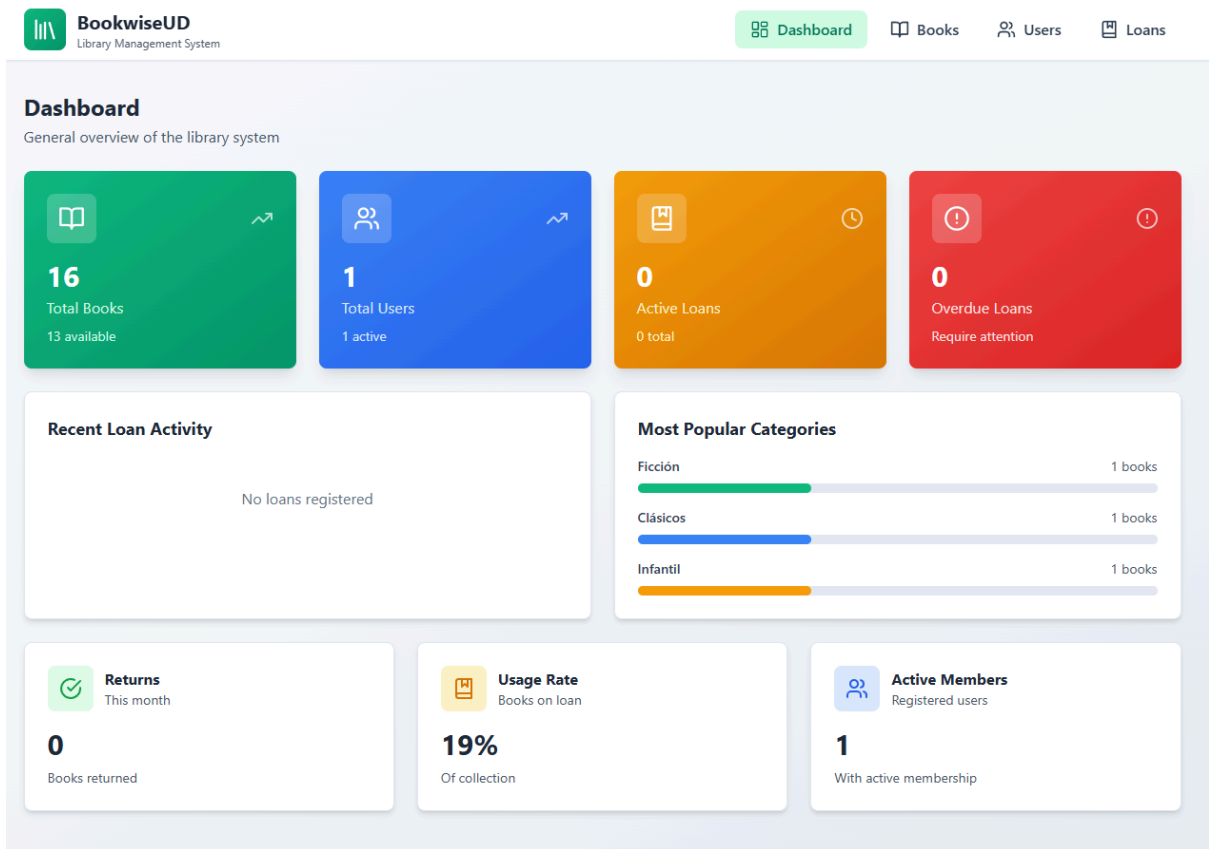 BookwiseUD
Library Management System
Dashboard
Books
Users
Loans
Dashboard
General overview of the library system
16
Total Books
13 available
1
Total Users
1 active
0
Active Loans
0 total
0
Overdue Loans
Require attention
Recent Loan Activity
No loans registered
Most Popular Categories
Ficción 1 books
Clásicos 1 books
Infantil 1 books
Returns
This month
0
Books returned
Usage Rate
Books on loan
19%
Of collection
Active Members
Registered users
1
With active membership